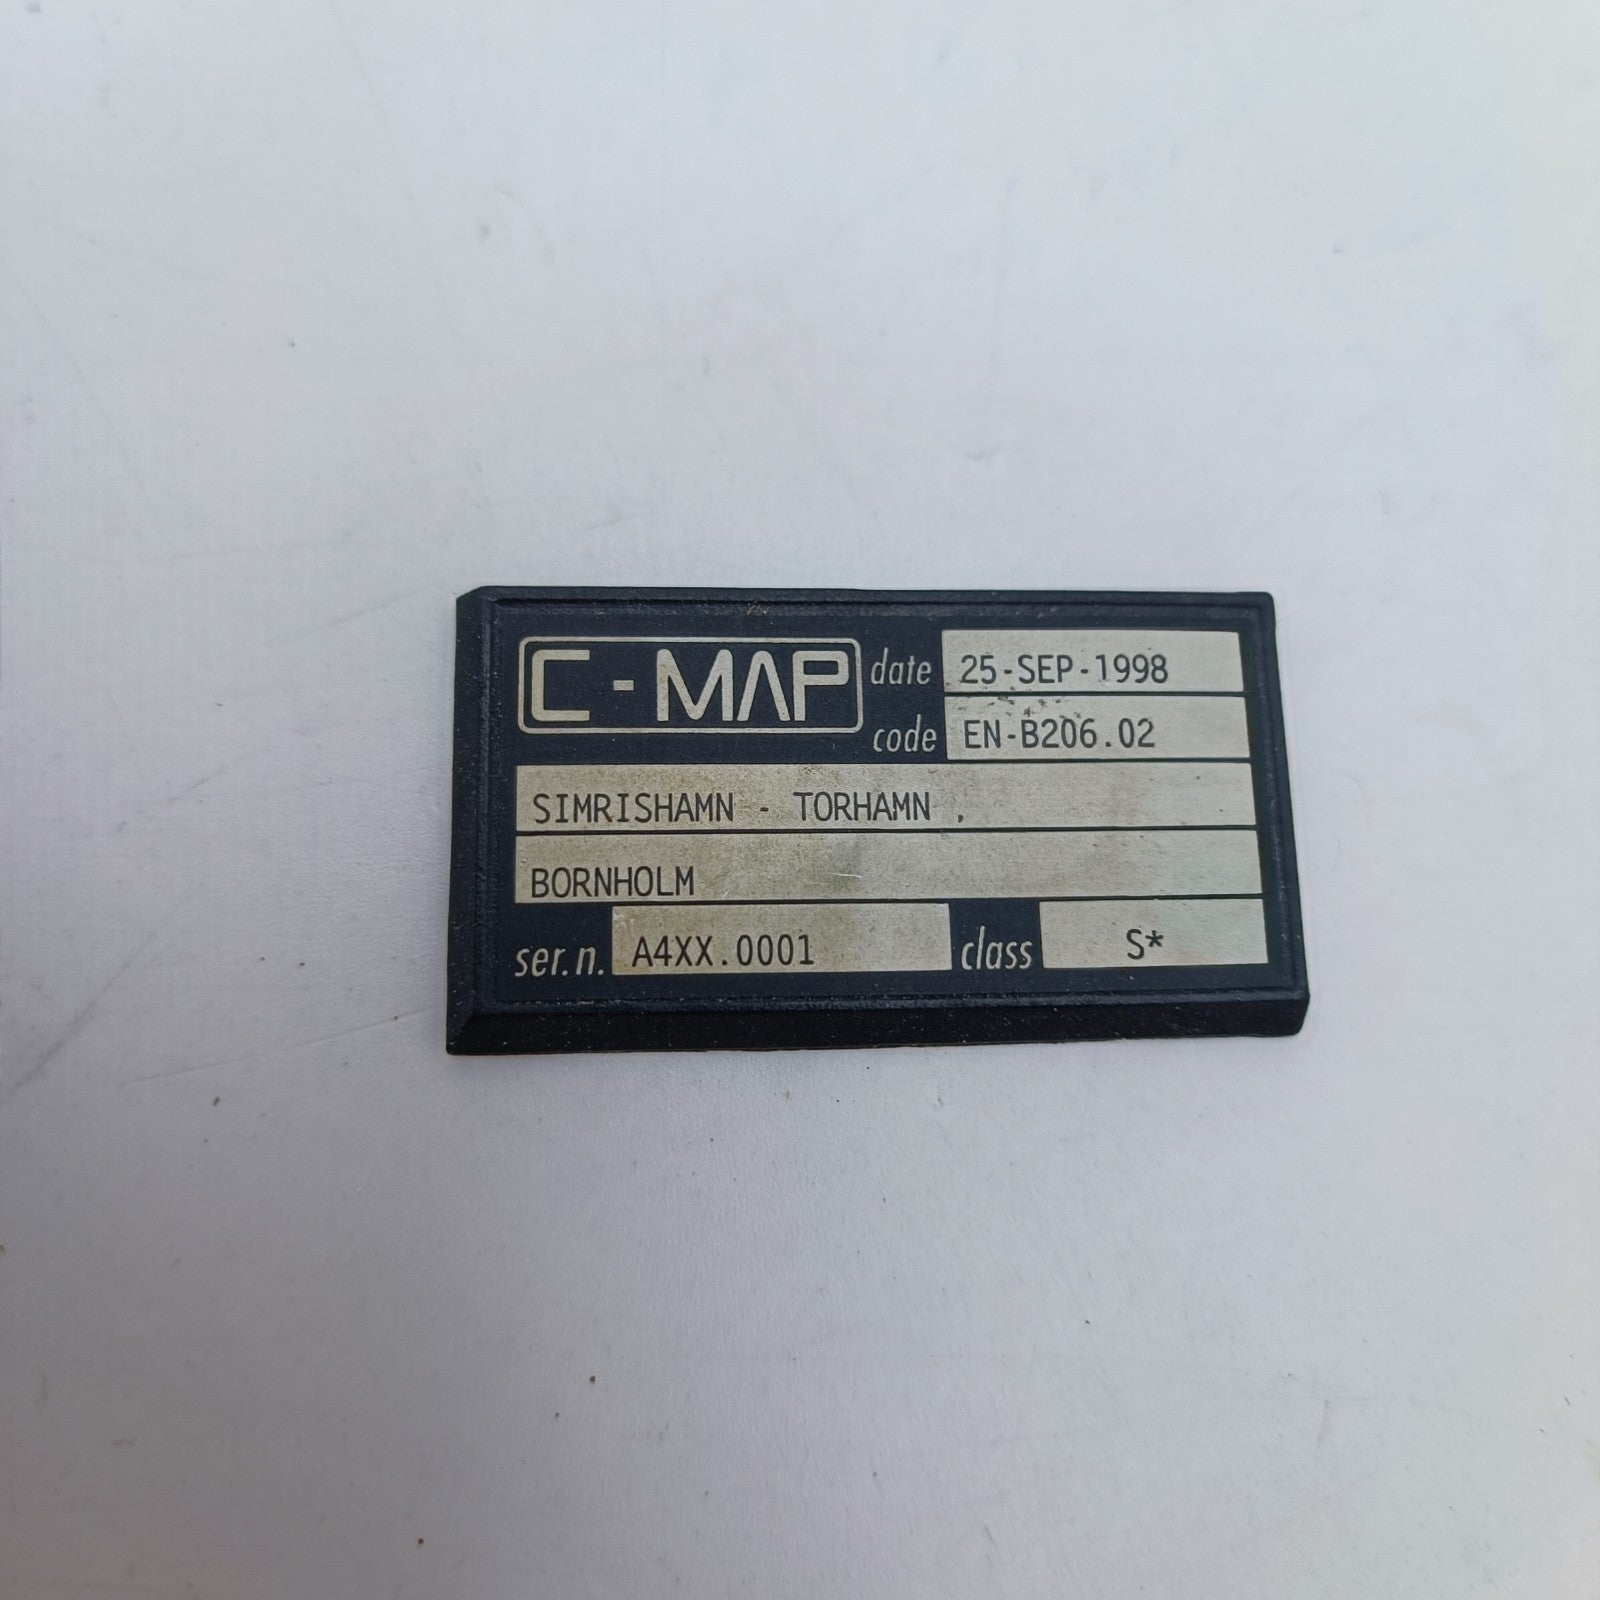 C-MAP date 25-SEP-1998
code EN-B206.02
SIMRISHAMN - TORHAMN ,
BORNHOLM
ser.n. A4XX.0001 class S*